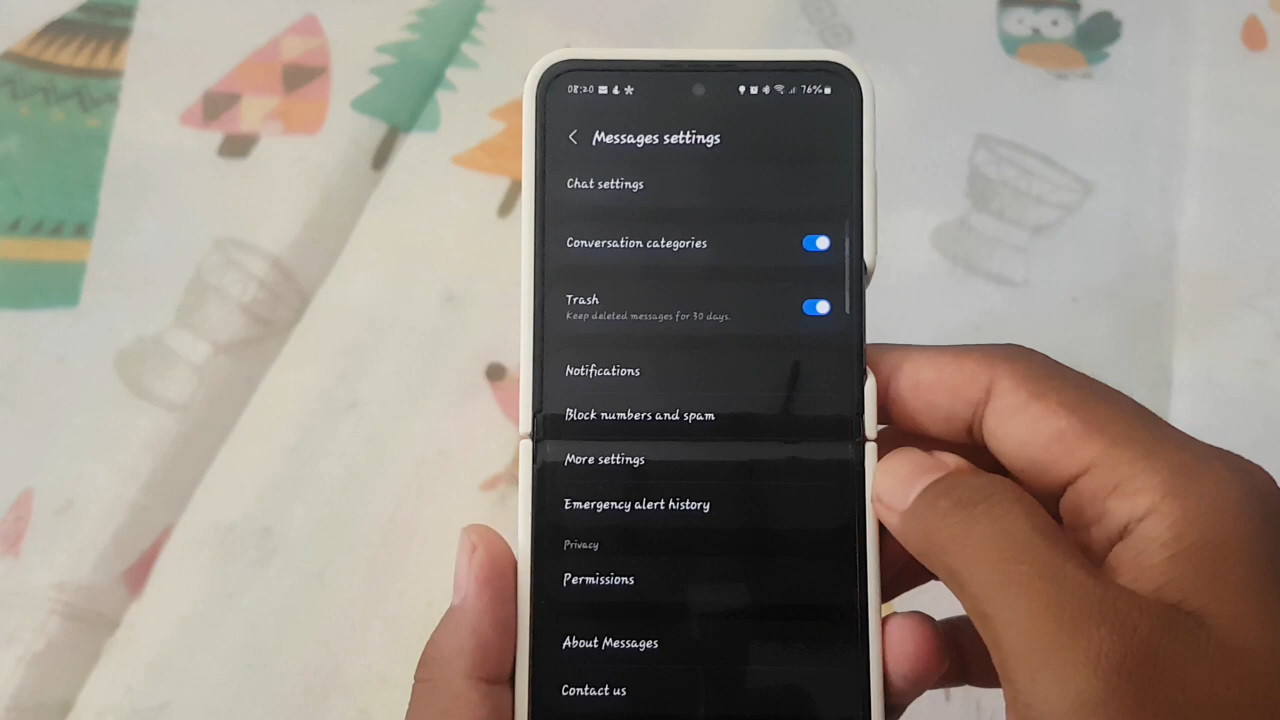 08:20 76%
Messages settings
Chat settings
Conversation categories
Trash
Keep deleted messages for 30 days.
Notifications
Block numbers and spam
More settings
Emergency alert history
Privacy
Permissions
About Messages
Contact us